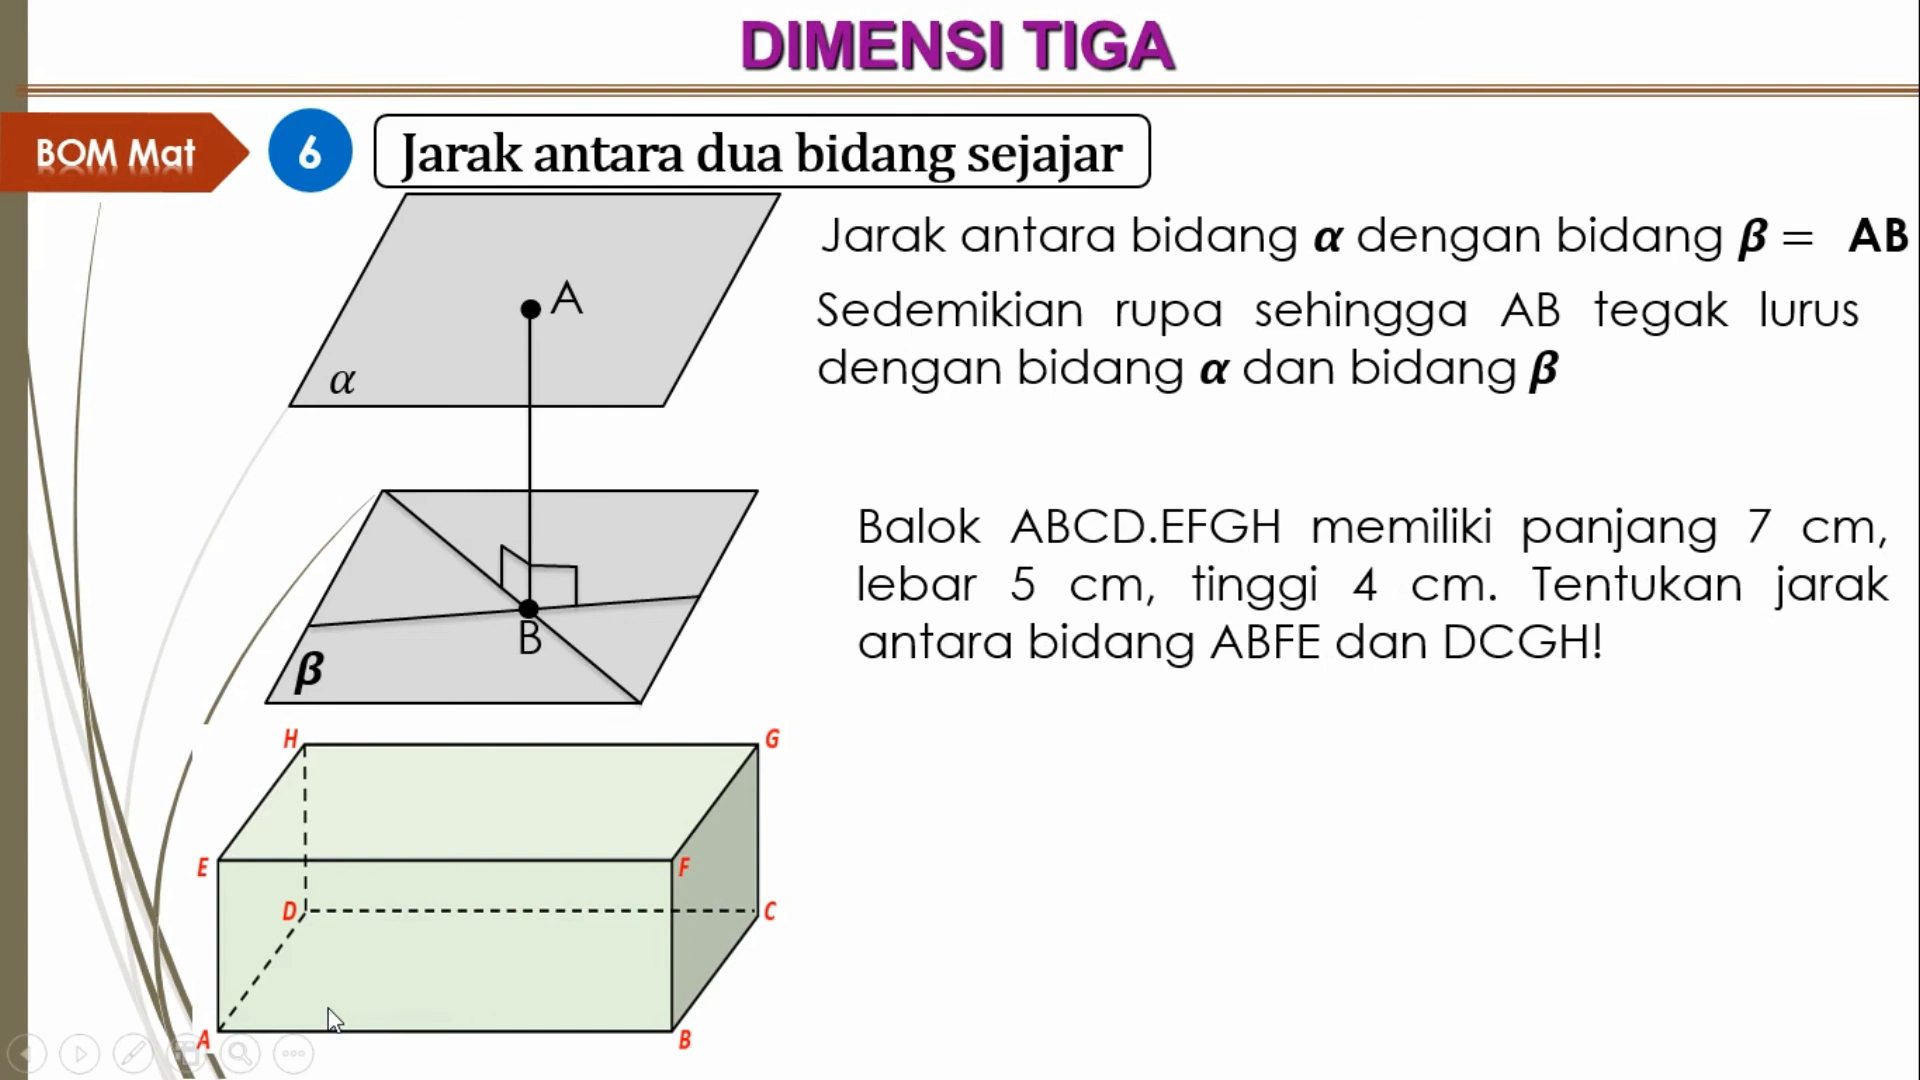 DIMENSI TIGA
BOM Mat
6
Jarak antara dua bidang sejajar
Jarak antara bidang α dengan bidang β = AB
Sedemikian rupa sehingga AB tegak lurus
dengan bidang α dan bidang β
A
α
B
β
Balok ABCD.EFGH memiliki panjang 7 cm,
lebar 5 cm, tinggi 4 cm. Tentukan jarak
antara bidang ABFE dan DCGH!
H
G
E
F
D
C
A
B